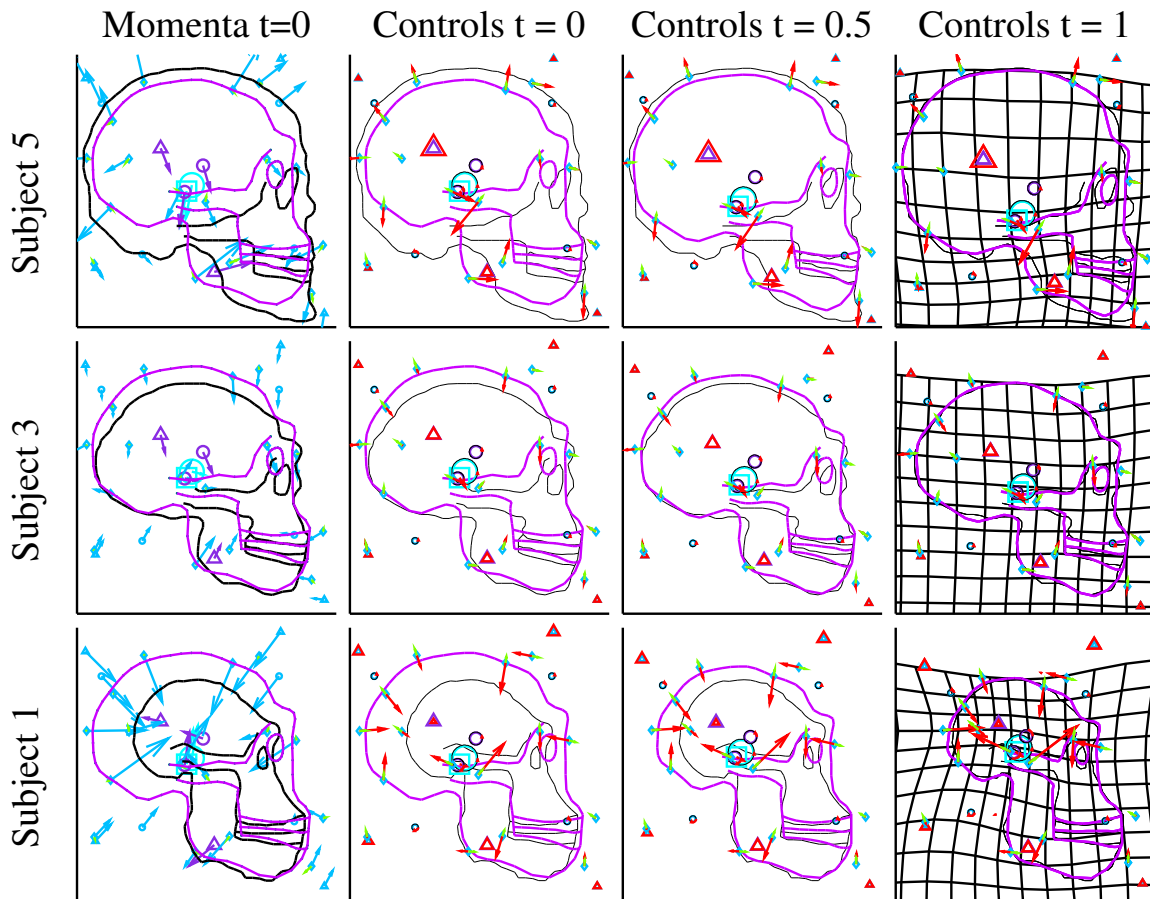 Momenta t=0 Controls t = 0 Controls t = 0.5 Controls t = 1
Subject 5
Subject 3
Subject 1